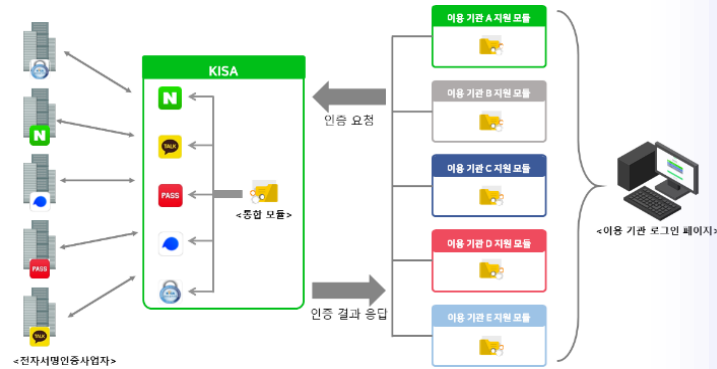 이용 기관 A 지원 모듈
KISA
N
인증 요청
이용 기관 B 지원 모듈
N
TALK
이용 기관 C 지원 모듈
PASS
<통합 모듈>
<이용 기관 로그인 페이지>
이용 기관 D 지원 모듈
PASS
인증 결과 응답
이용 기관 E 지원 모듈
TALK
<전자서명인증사업자>